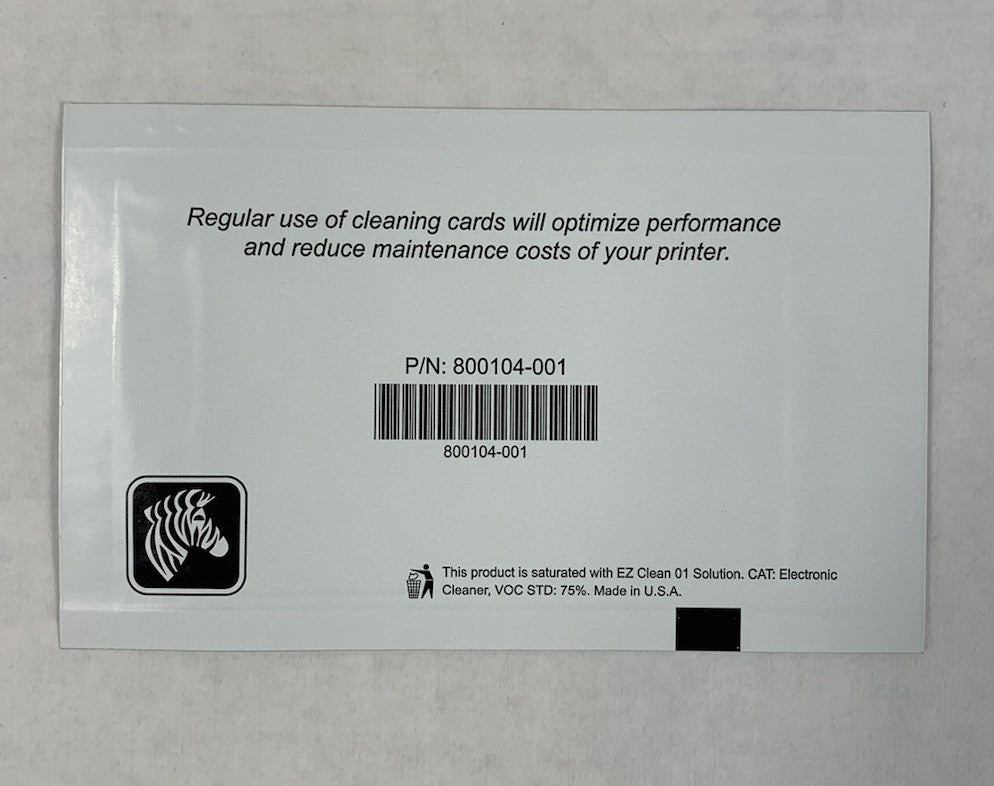 Regular use of cleaning cards will optimize performance
and reduce maintenance costs of your printer.
P/N: 800104-001
800104-001
This product is saturated with EZ Clean 01 Solution. CAT: Electronic
Cleaner, VOC STD: 75%. Made in U.S.A.